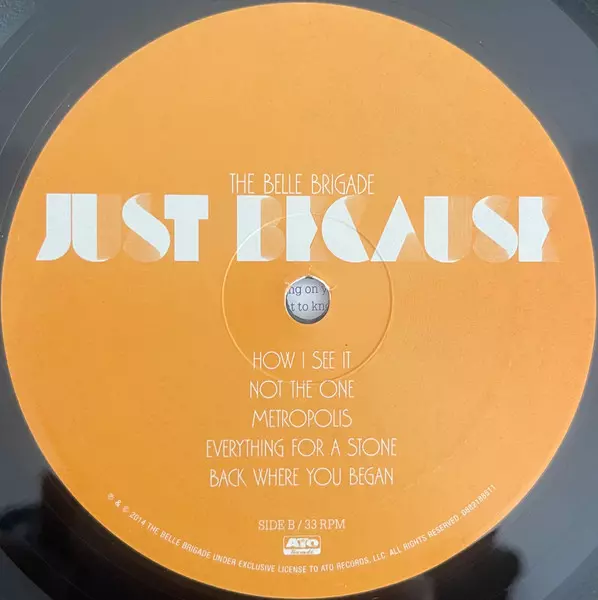 THE BELLE BRIGADE
JUST BECAUSE
ng on y
t to kno
HOW I SEE IT
NOT THE ONE
METROPOLIS
EVERYTHING FOR A STONE
BACK WHERE YOU BEGAN
SIDE B / 33 RPM
ATO
Records
℗ & © 2014 THE BELLE BRIGADE UNDER EXCLUSIVE LICENSE TO ATO RECORDS, LLC. ALL RIGHTS RESERVED.